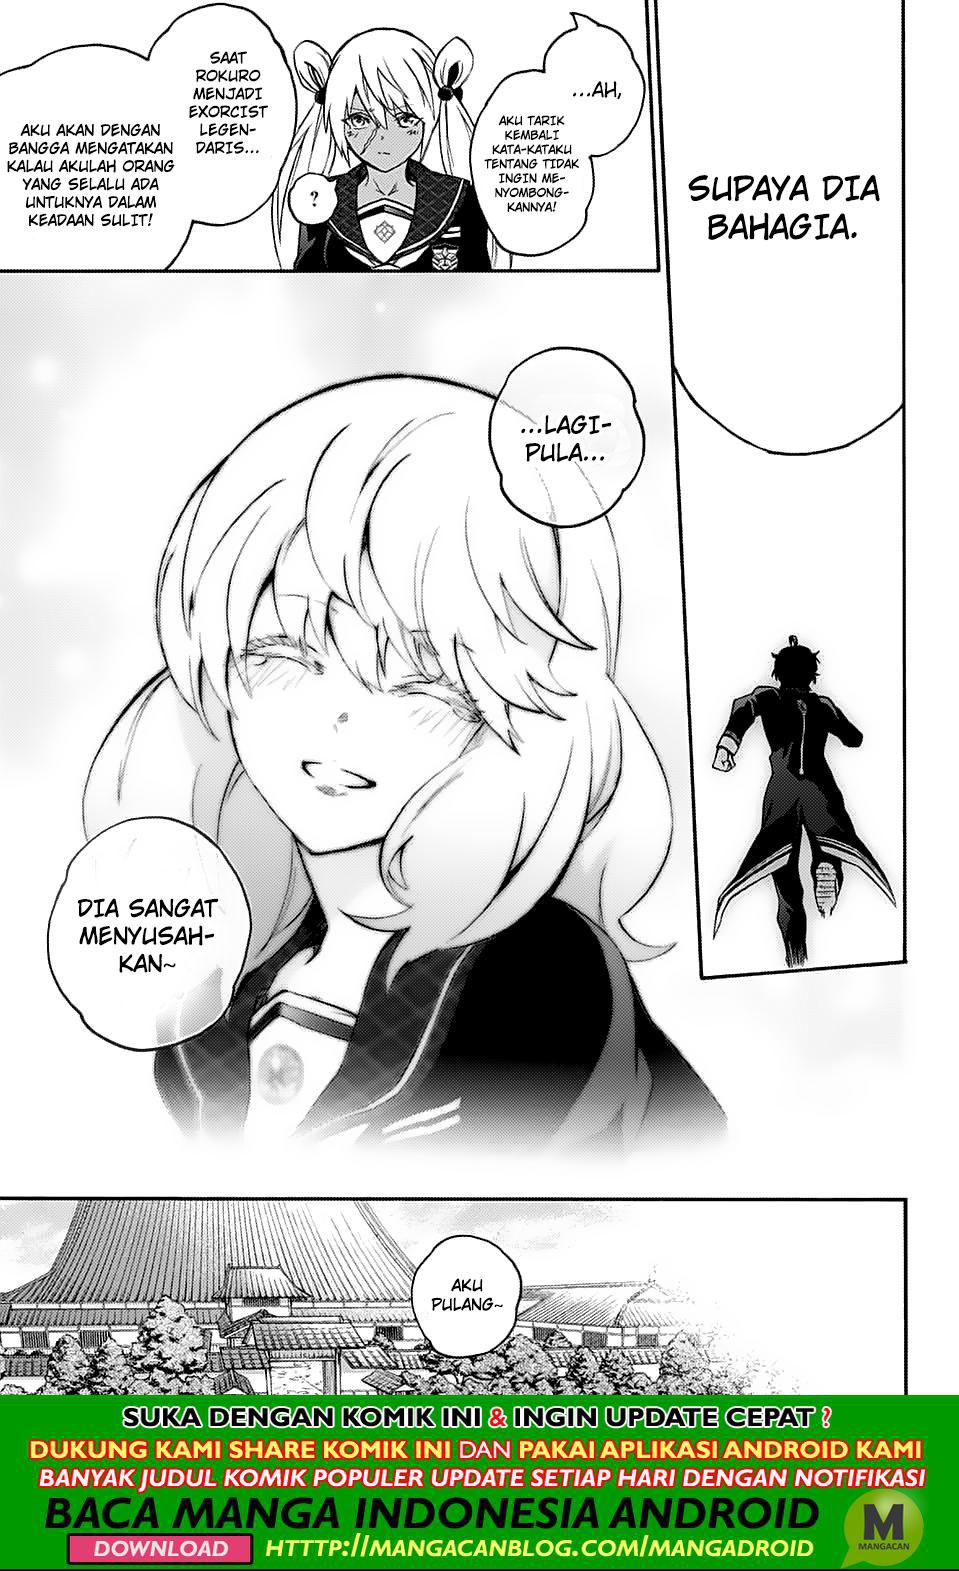 SUPAYA DIA
BAHAGIA.
...AH,
AKU TARIK
KEMBALI
KATA-KATAKU
TENTANG TIDAK
INGIN ME-
NYOMBONG-
KANNYA!
?
SAAT
ROKURO
MENJADI
EXORCIST
LEGEN-
DARIS...
AKU AKAN DENGAN
BANGGA MENGATAKAN
KALAU AKULAH ORANG
YANG SELALU ADA
UNTUKNYA DALAM
KEADAAN SULIT!
...LAGI-
PULA...
DIA SANGAT
MENYUSAH-
KAN~
AKU
PULANG~
SUKA DENGAN KOMIK INI & INGIN UPDATE CEPAT ?
DUKUNG KAMI SHARE KOMIK INI DAN PAKAI APLIKASI ANDROID KAMI
BANYAK JUDUL KOMIK POPULER UPDATE SETIAP HARI DENGAN NOTIFIKASI
BACA MANGA INDONESIA ANDROID
DOWNLOAD
HTTTP://MANGACANBLOG.COM/MANGADROID
M
MANGACAN